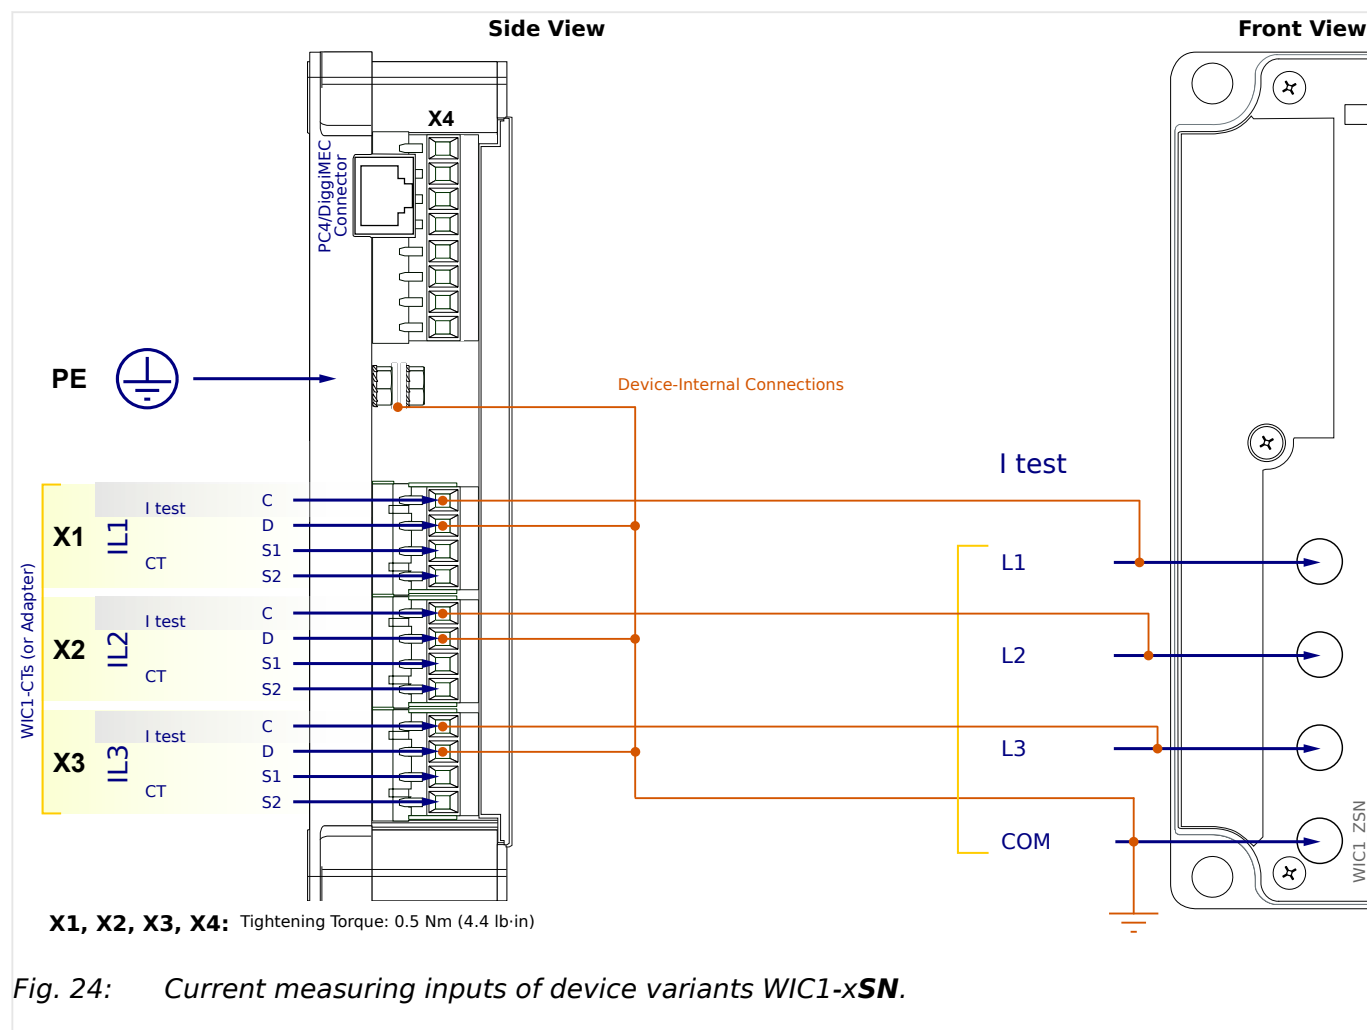 Side View
Front View
X4
PC4/DiggiMEC
Connector
PE
Device-Internal Connections
I test
WIC1-CTs (or Adapter)
X1
IL1
I test
CT
C
D
S1
S2
X2
IL2
I test
CT
C
D
S1
S2
X3
IL3
I test
CT
C
D
S1
S2
L1
L2
L3
COM
WIC1 ZSN
X1, X2, X3, X4: Tightening Torque: 0.5 Nm (4.4 lb·in)
Fig. 24: Current measuring inputs of device variants WIC1-xSN.